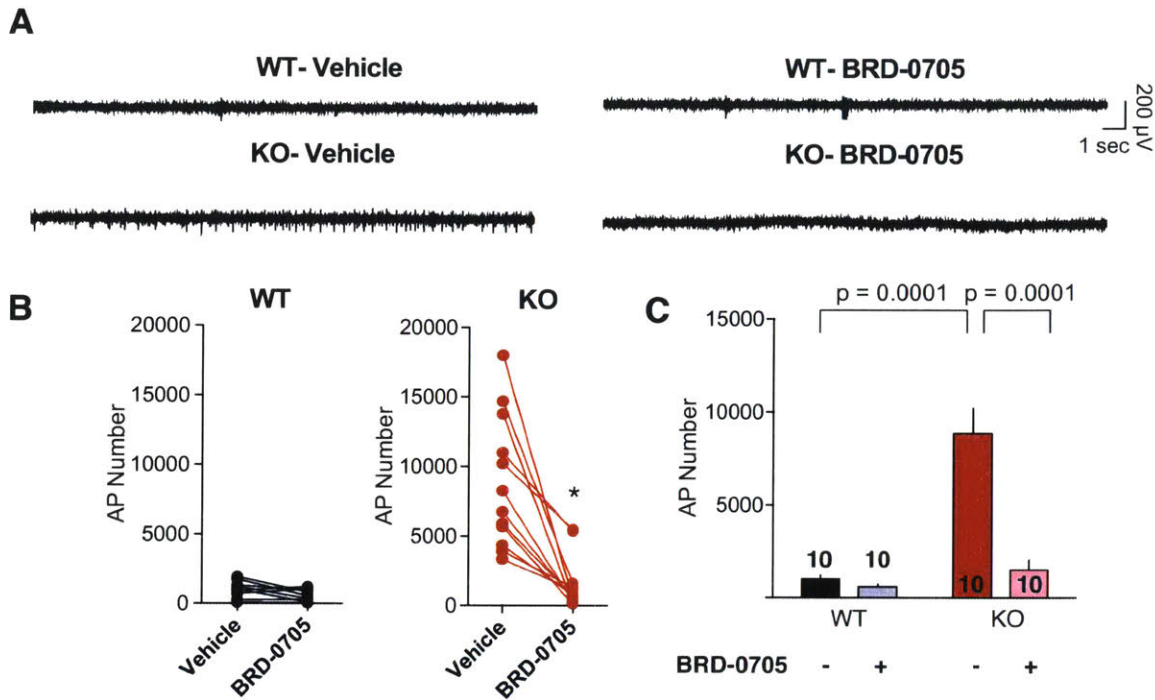 A
WT- Vehicle
WT- BRD-0705
200 µV
1 sec
KO- Vehicle
KO- BRD-0705
B
WT
KO
AP Number
20000
15000
10000
5000
0
Vehicle
BRD-0705
AP Number
20000
15000
10000
5000
0
*
Vehicle
BRD-0705
C
p = 0.0001 p = 0.0001
AP Number
15000
10000
5000
10 10 10 10
WT KO
BRD-0705 - + - +